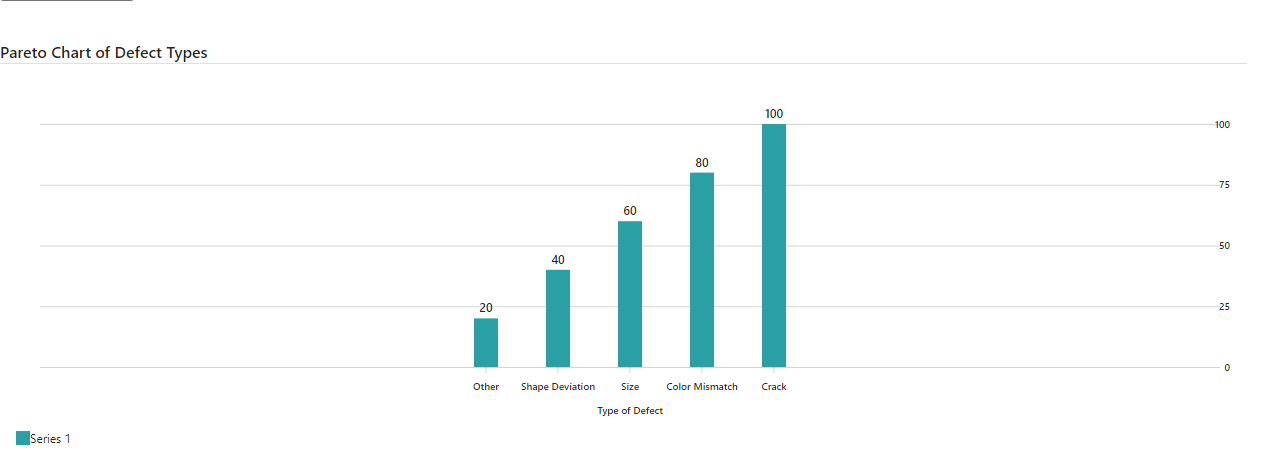 Pareto Chart of Defect Types
100
100
80
75
60
50
40
20
25
0
Other Shape Deviation Size Color Mismatch Crack
Type of Defect
Series 1